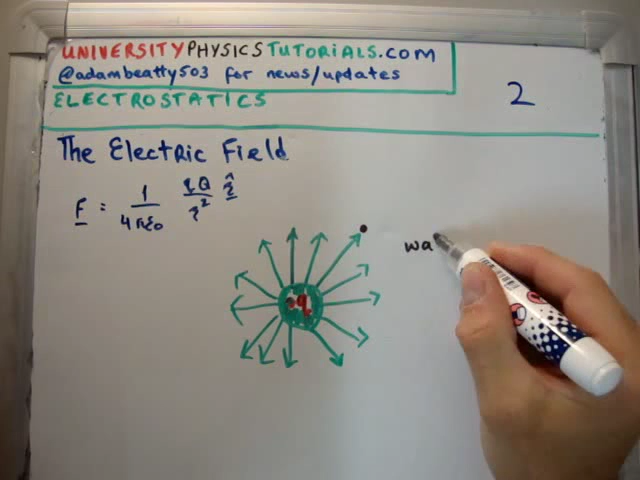 UNIVERSITYPHYSICSTUTORIALS.COM
@adambeatty503 for news/updates
ELECTROSTATICS
2
The Electric Field
F = 1/4πε₀ qQ/r² r̂
q
wa